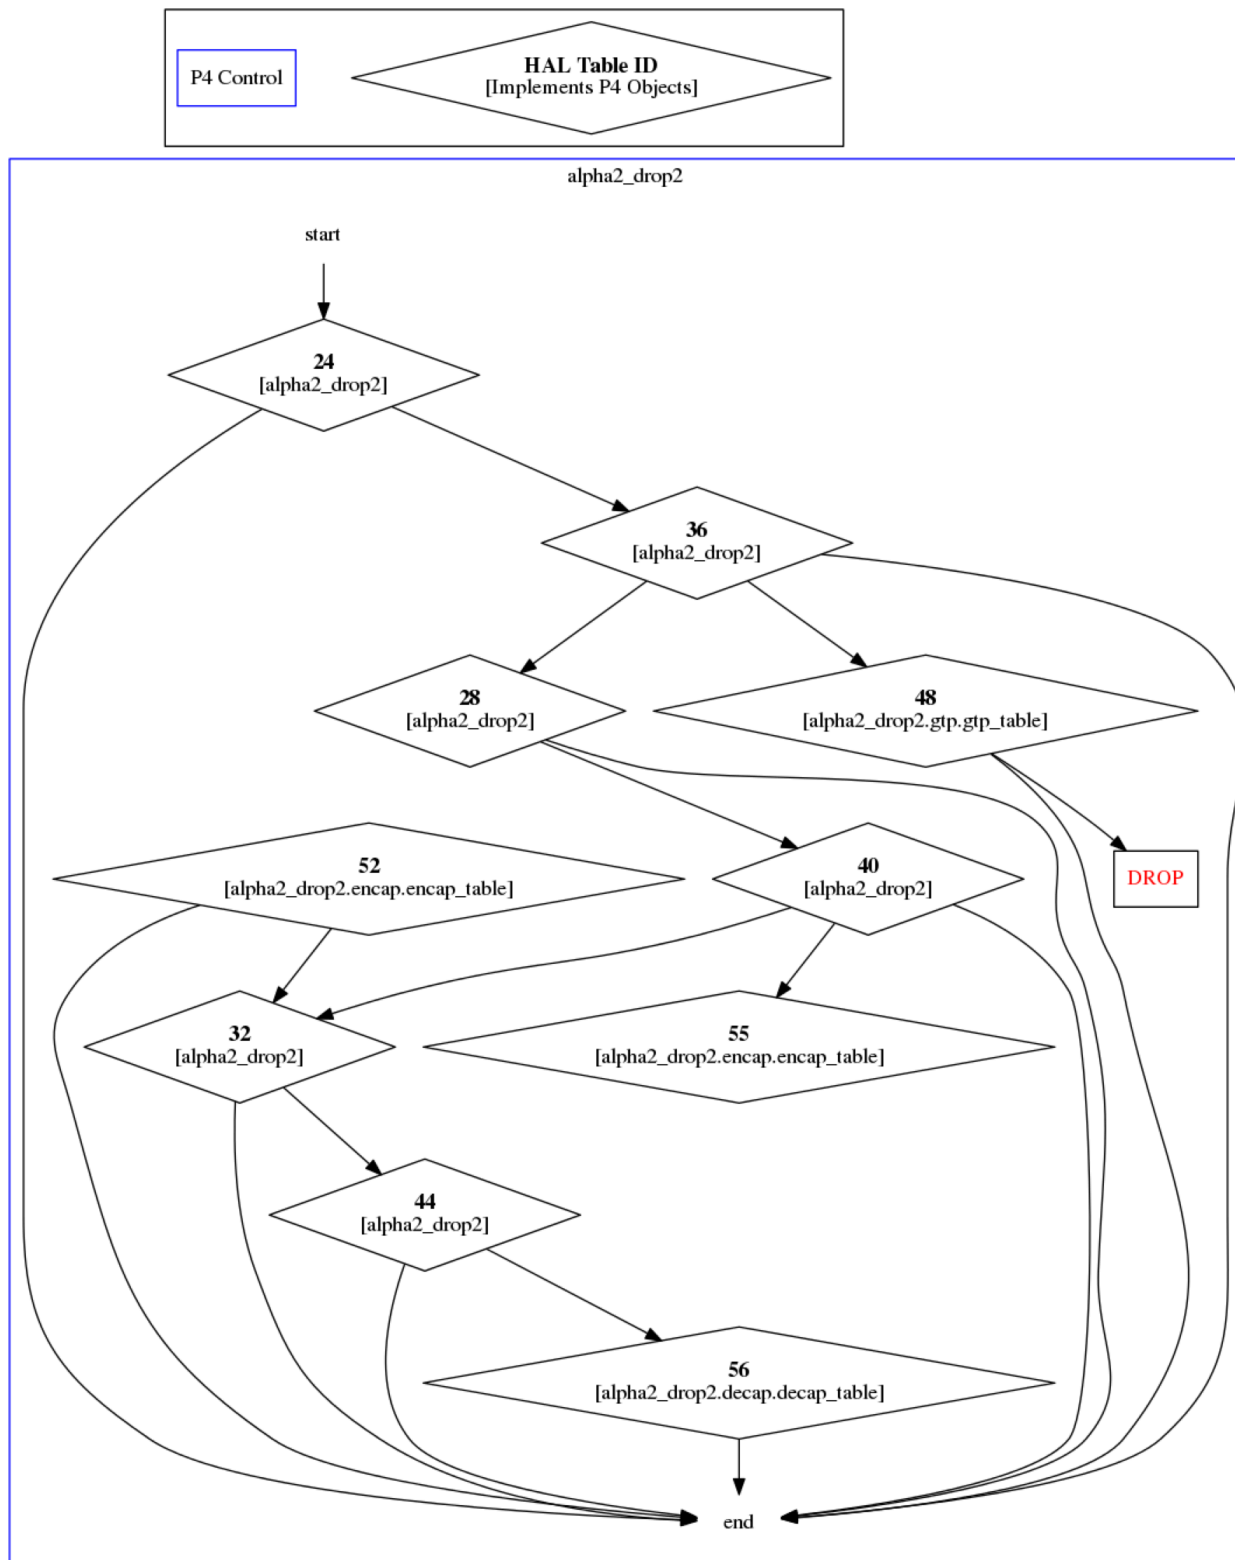 P4 Control
HAL Table ID
[Implements P4 Objects]
alpha2_drop2
start
24
[alpha2_drop2]
36
[alpha2_drop2]
28
[alpha2_drop2]
48
[alpha2_drop2.gtp.gtp_table]
52
[alpha2_drop2.encap.encap_table]
40
[alpha2_drop2]
DROP
32
[alpha2_drop2]
55
[alpha2_drop2.encap.encap_table]
44
[alpha2_drop2]
56
[alpha2_drop2.decap.decap_table]
end